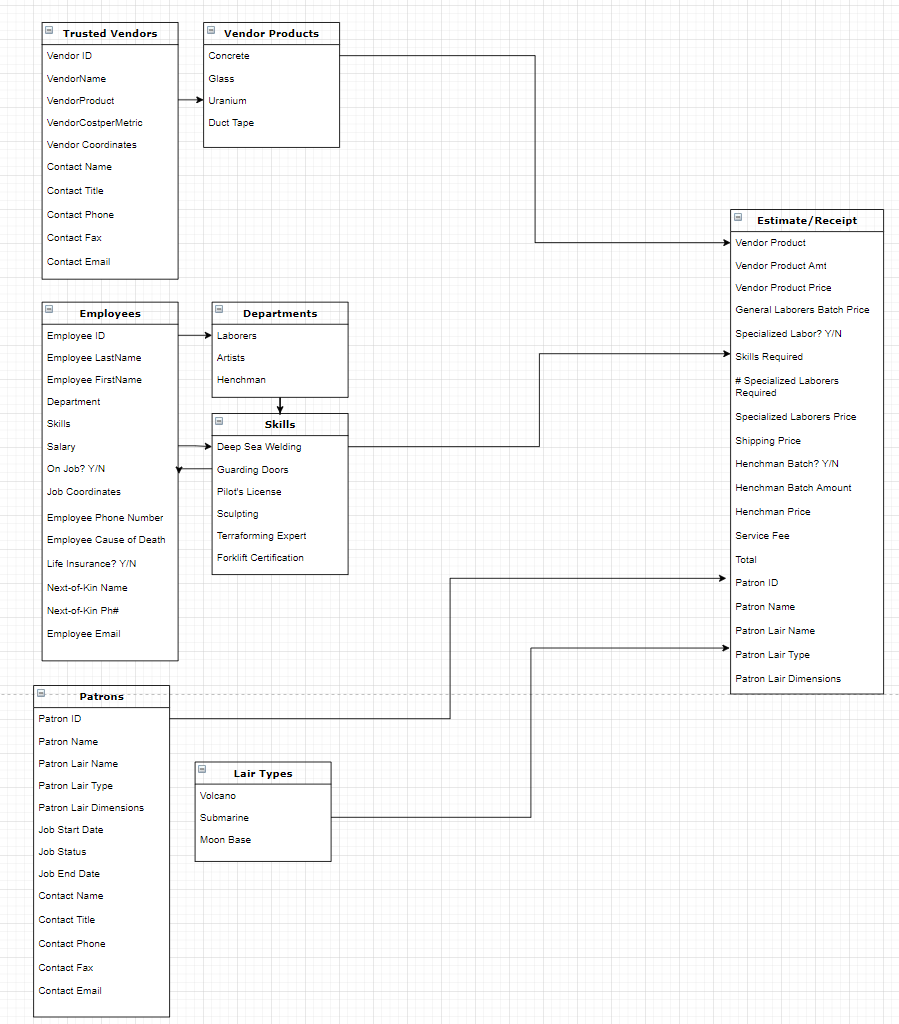 Trusted Vendors
Vendor ID
VendorName
VendorProduct
VendorCostperMetric
Vendor Coordinates
Contact Name
Contact Title
Contact Phone
Contact Fax
Contact Email
Vendor Products
Concrete
Glass
Uranium
Duct Tape
Employees
Employee ID
Employee LastName
Employee FirstName
Department
Skills
Salary
On Job? Y/N
Job Coordinates
Employee Phone Number
Employee Cause of Death
Life Insurance? Y/N
Next-of-Kin Name
Next-of-Kin Ph#
Employee Email
Departments
Laborers
Artists
Henchman
Skills
Deep Sea Welding
Guarding Doors
Pilot's License
Sculpting
Terraforming Expert
Forklift Certification
Estimate/Receipt
Vendor Product
Vendor Product Amt
Vendor Product Price
General Laborers Batch Price
Specialized Labor? Y/N
Skills Required
# Specialized Laborers
Required
Specialized Laborers Price
Shipping Price
Henchman Batch? Y/N
Henchman Batch Amount
Henchman Price
Service Fee
Total
Patron ID
Patron Name
Patron Lair Name
Patron Lair Type
Patron Lair Dimensions
Patrons
Patron ID
Patron Name
Patron Lair Name
Patron Lair Type
Patron Lair Dimensions
Job Start Date
Job Status
Job End Date
Contact Name
Contact Title
Contact Phone
Contact Fax
Contact Email
Lair Types
Volcano
Submarine
Moon Base